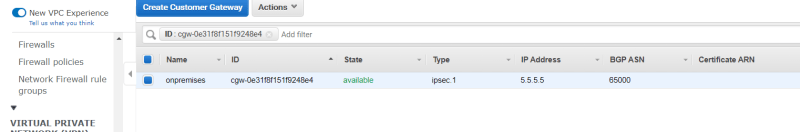 New VPC Experience
Tell us what you think
Firewalls
Firewall policies
Network Firewall rule
groups
VIRTUAL PRIVATE
NETWORK (VPN)
Create Customer Gateway
Actions
ID : cgw-0e31f8f151f9248e4
Add filter
Name ID State Type IP Address BGP ASN Certificate ARN
onpremises cgw-0e31f8f151f9248e4 available ipsec.1 5.5.5.5 65000